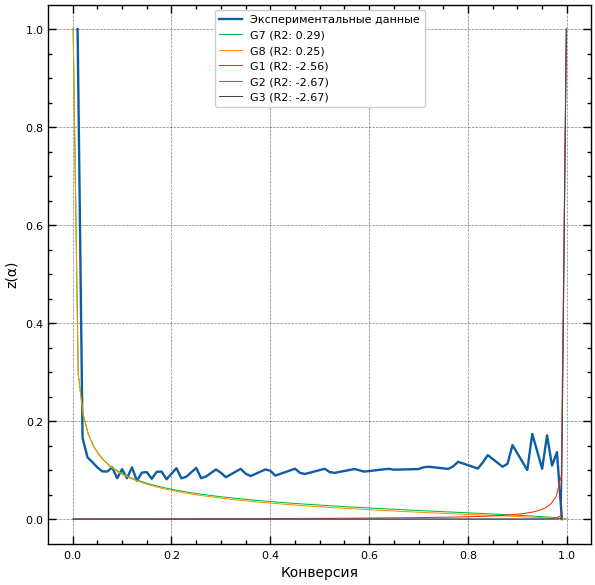 Экспериментальные данные
G7 (R2: 0.29)
G8 (R2: 0.25)
G1 (R2: -2.56)
G2 (R2: -2.67)
G3 (R2: -2.67)
1.0
0.8
0.6
0.4
0.2
0.0
z(α)
0.0 0.2 0.4 0.6 0.8 1.0
Конверсия